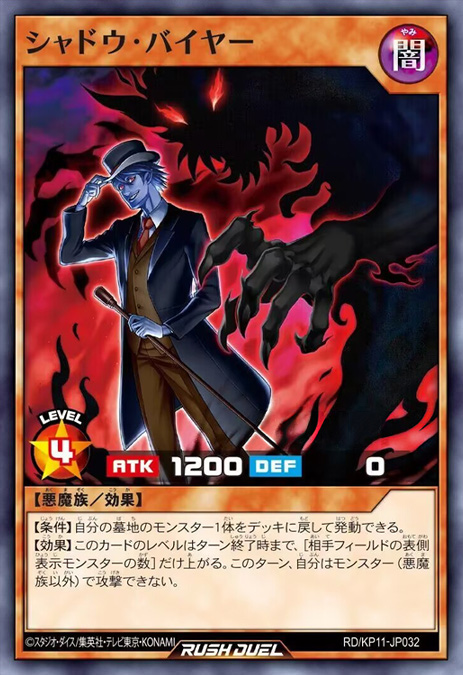 シャドウ・バイヤー
やみ
闇
LEVEL
4
ATK 1200 DEF 0
【悪魔族／効果】
【条件】自分の墓地のモンスター1体をデッキに戻して発動できる。
【効果】このカードのレベルはターン終了時まで、［相手フィールドの表側
表示モンスターの数］だけ上がる。このターン、自分はモンスター（悪魔
族以外）で攻撃できない。
©スタジオ・ダイス/集英社・テレビ東京・KONAMI
RUSH DUEL
RD/KP11-JP032